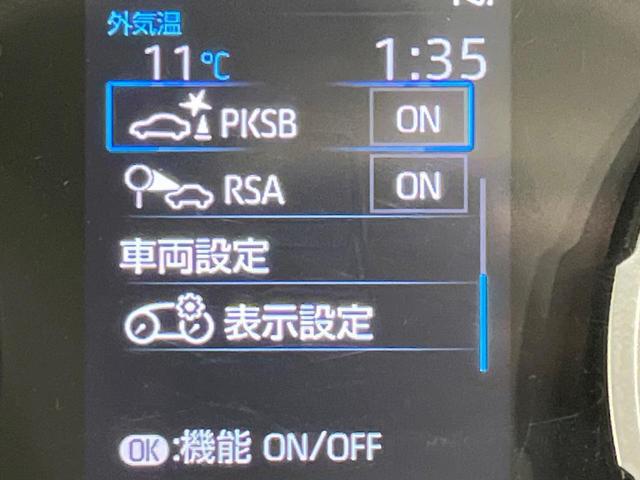 外気温
11℃ 1:35
PKSB ON
RSA ON
車両設定
表示設定
OK:機能 ON/OFF